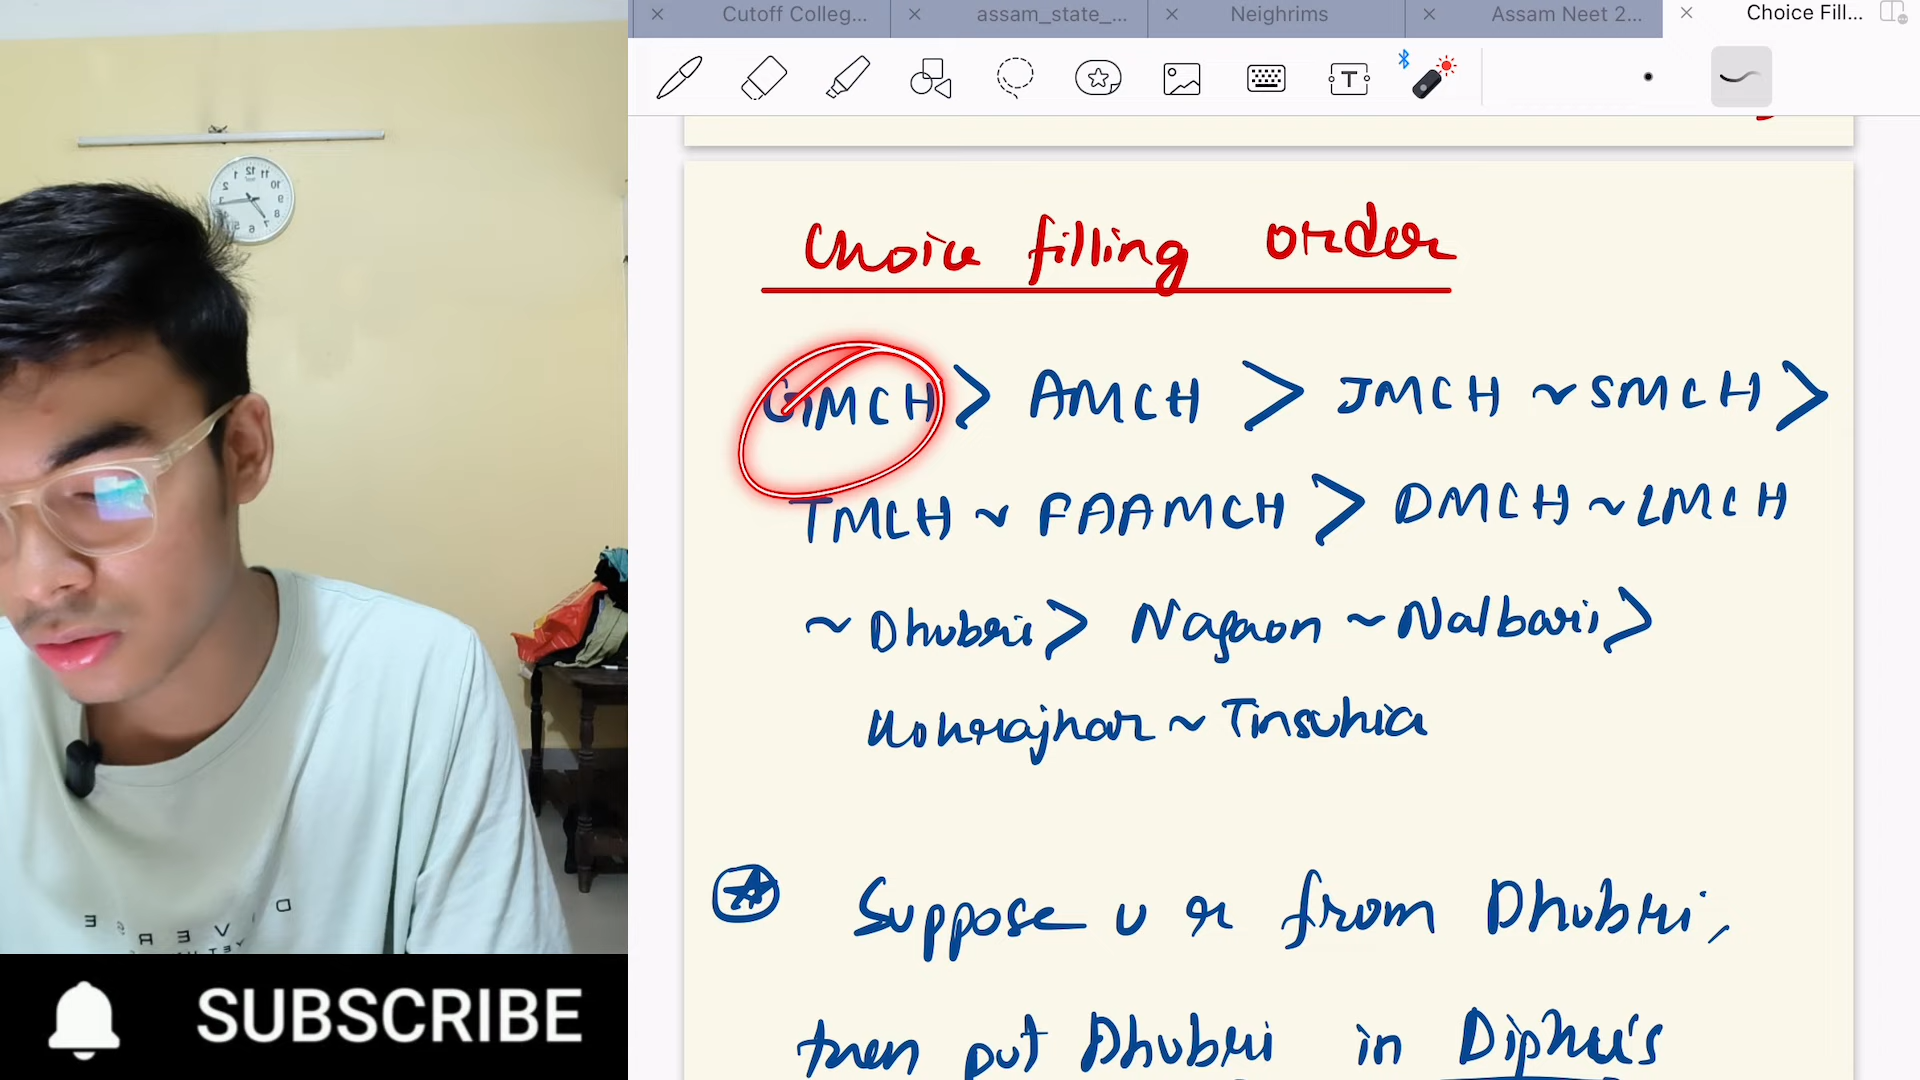 Cutoff Colleg...
assam_state_...
Neighrims
Assam Neet 2...
Choice Fill...
T
Choice filling order
GMCH > AMCH > JMCH ~ SMCH >
TMCH ~ FAAMCH > DMCH ~ LMCH
~ Dhubri > Nagaon ~ Nalbari >
Kokrajhar ~ Tinsukia
Suppose u r from Dhubri,
then put Dhubri in Diphu's
DIVERSE
SUBSCRIBE